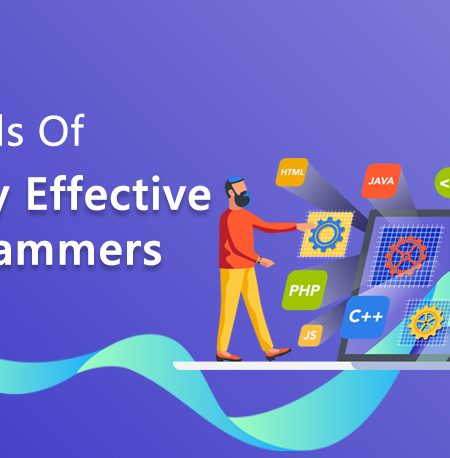 ls Of
y Effective
ammers
HTML
JAVA
<
PHP
JS
C++